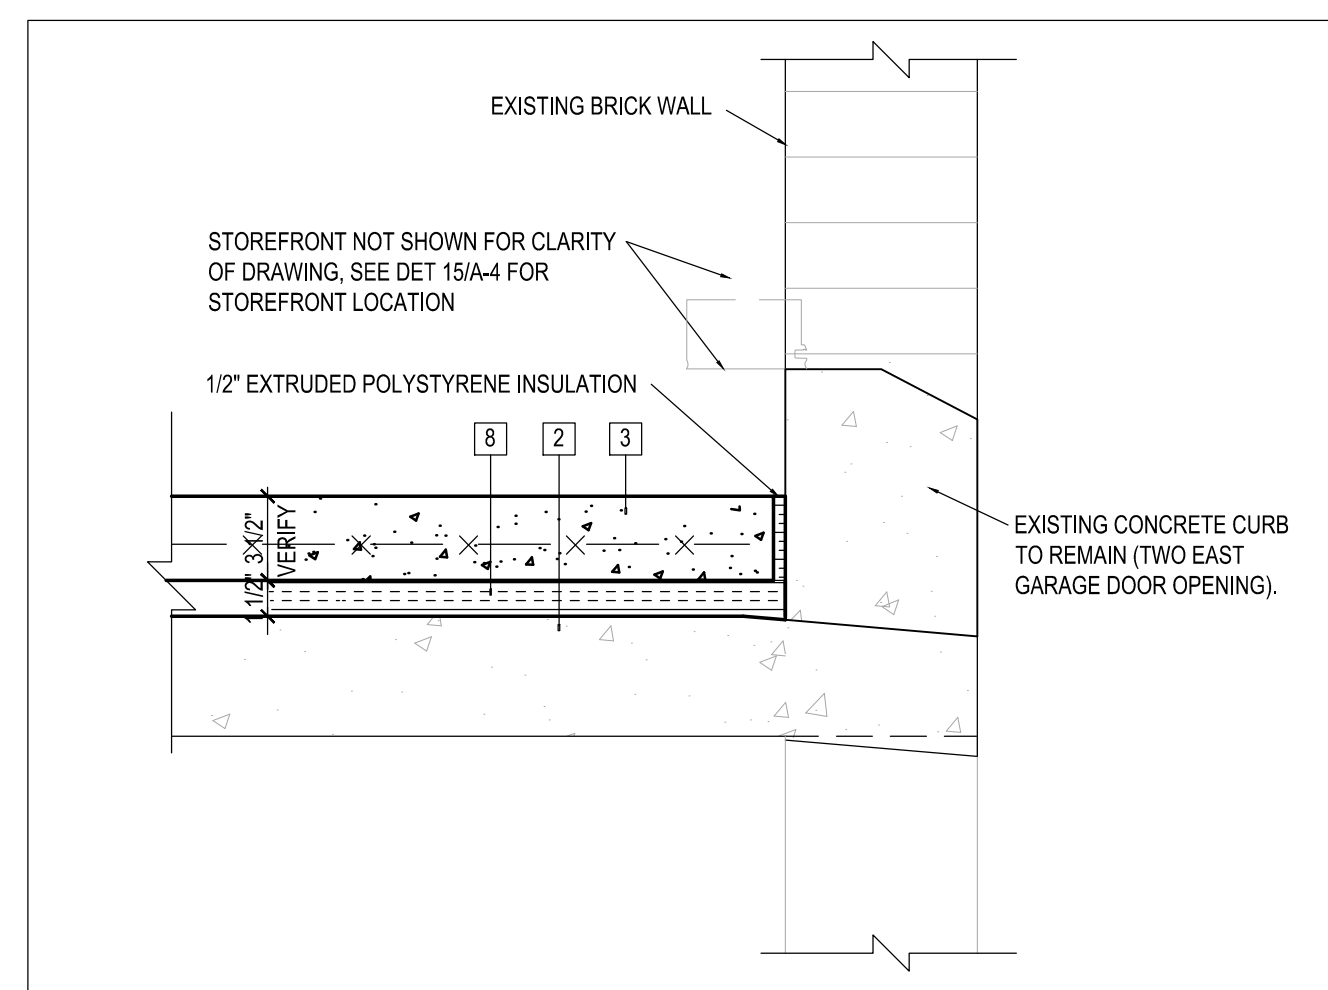 EXISTING BRICK WALL
STOREFRONT NOT SHOWN FOR CLARITY
OF DRAWING, SEE DET 15/A-4 FOR
STOREFRONT LOCATION
1/2" EXTRUDED POLYSTYRENE INSULATION
8
2
3
3 1/2"
VERIFY
1 1/2"
EXISTING CONCRETE CURB
TO REMAIN (TWO EAST
GARAGE DOOR OPENING).